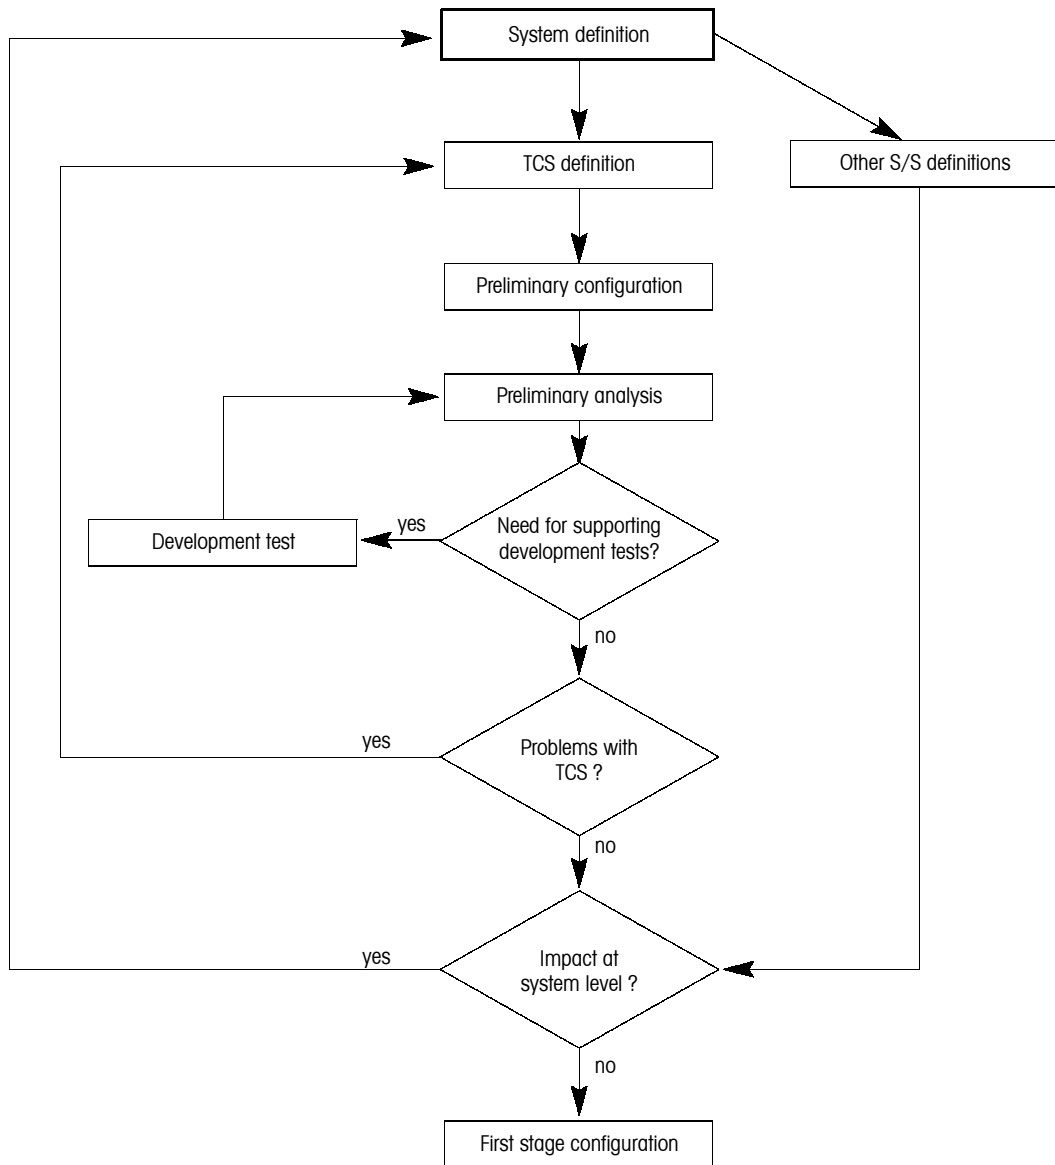 System definition
TCS definition
Other S/S definitions
Preliminary configuration
Preliminary analysis
Development test
yes
Need for supporting
development tests?
no
yes
Problems with
TCS ?
no
yes
Impact at
system level ?
no
First stage configuration